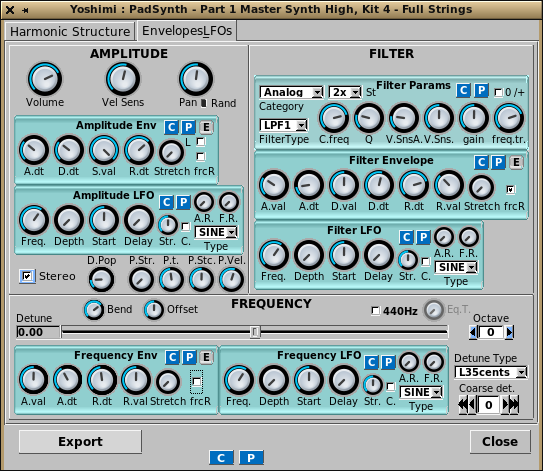 Yoshimi : PadSynth - Part 1 Master Synth High, Kit 4 - Full Strings
Harmonic Structure Envelopes,LFOs
AMPLITUDE
Volume Vel Sens Pan Rand
Amplitude Env C P E
A.dt D.dt S.val R.dt Stretch L frcR
Amplitude LFO C P A.R. F.R.
Freq. Depth Start Delay Str. C. SINE
Type
Stereo D.Pop P.Str. P.t. P.Stc. P.Vel.
FILTER
Analog 2x St Filter Params C P 0 /+
Category
LPF1
FilterType C.freq Q V.SnsA. V.Sns. gain freq.tr.
Filter Envelope C P E
A.val A.dt D.val D.dt R.dt R.val Stretch frcR
Filter LFO C P A.R. F.R.
Freq. Depth Start Delay Str. C. SINE
Type
FREQUENCY
Bend Offset 440Hz Eq.T.
Detune Octave
0.00 0
Frequency Env C P E
A.val A.dt R.dt R.val Stretch frcR
Frequency LFO C P A.R. F.R.
Freq. Depth Start Delay Str. C. SINE
Type
Detune Type
L35cents
Coarse det.
0
Export C P Close